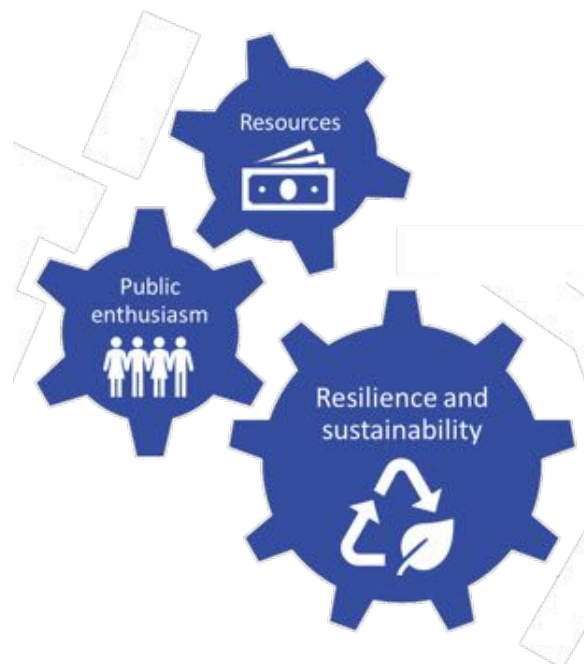 Resources
Public
enthusiasm
Resilience and
sustainability